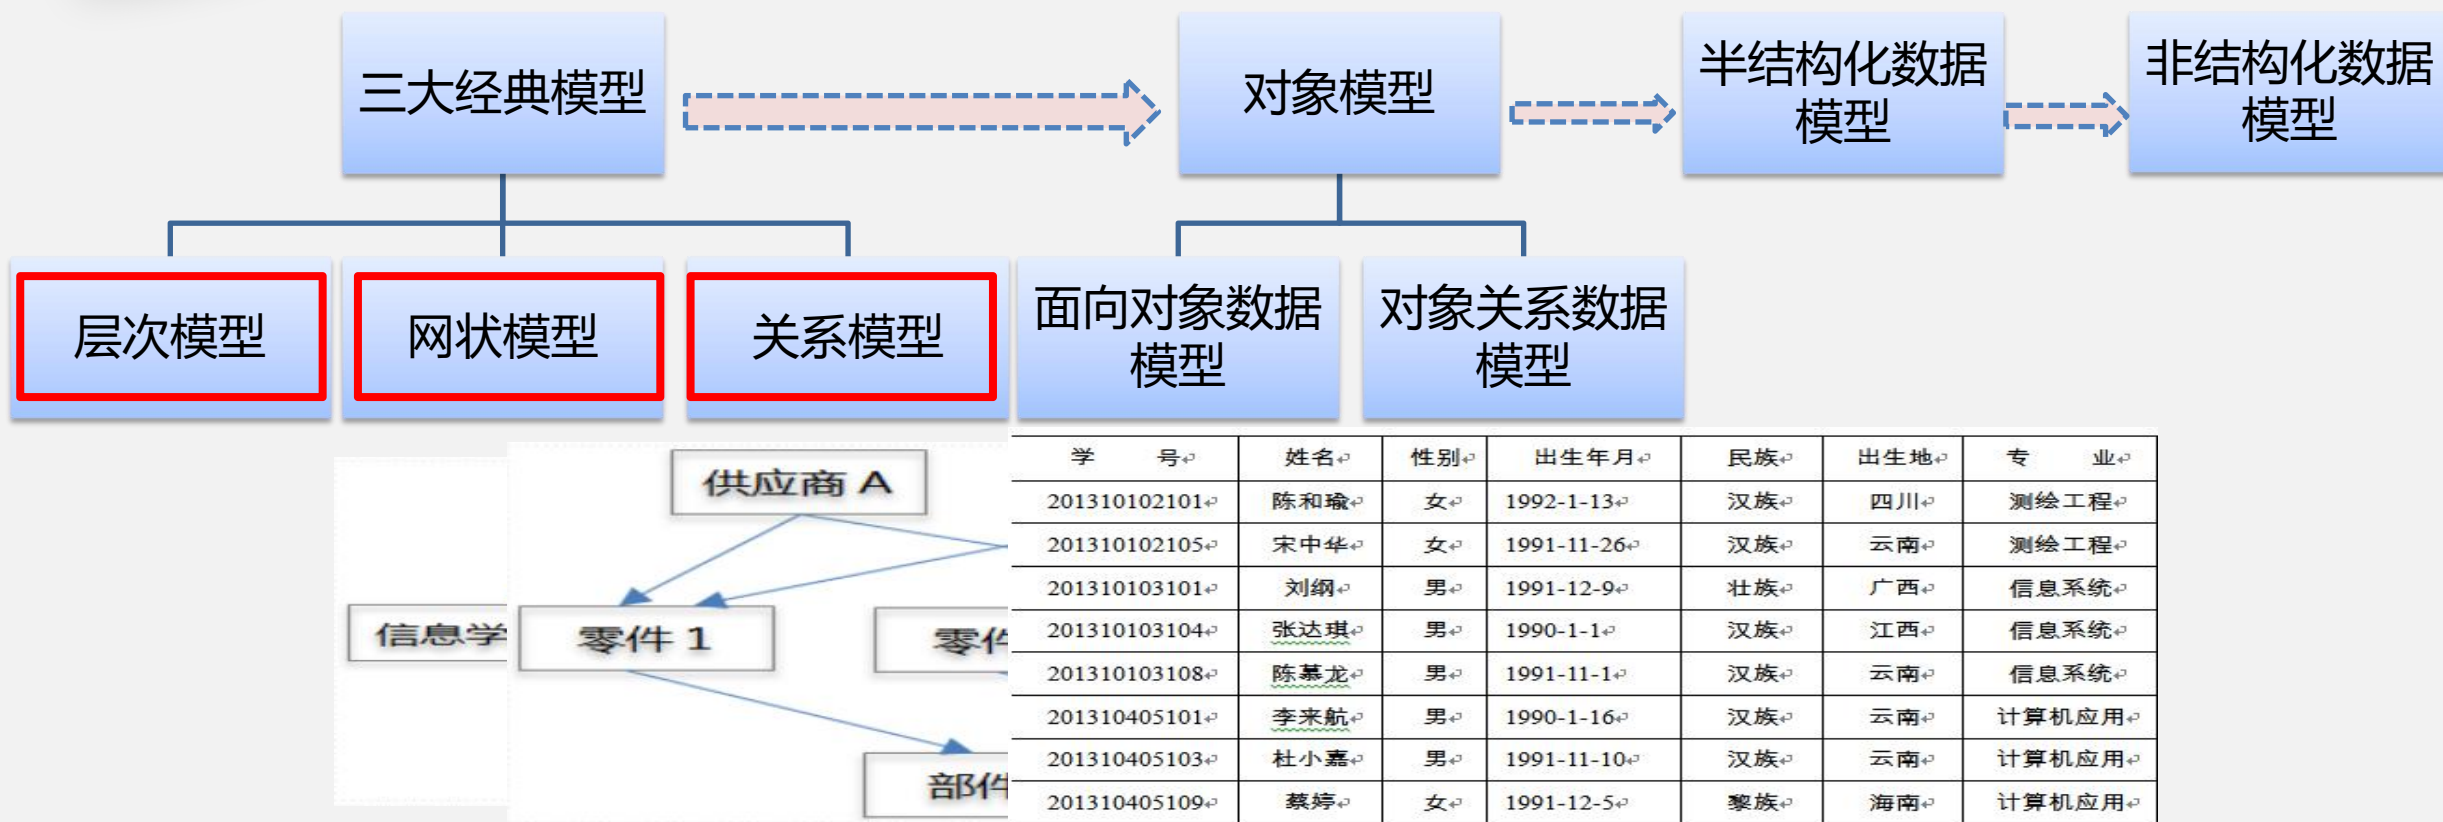 三大经典模型
对象模型
半结构化数据
模型
非结构化数据
模型
层次模型
网状模型
关系模型
面向对象数据
模型
对象关系数据
模型
供应商 A
信息学
零件 1
零件
部件
学 号 姓名 性别 出生年月 民族 出生地 专 业
201310102101 陈和瑜 女 1992-1-13 汉族 四川 测绘工程
201310102105 宋中华 女 1991-11-26 汉族 云南 测绘工程
201310103101 刘纲 男 1991-12-9 壮族 广西 信息系统
201310103104 张达琪 男 1990-1-1 汉族 江西 信息系统
201310103108 陈慕龙 男 1991-11-1 汉族 云南 信息系统
201310405101 李来航 男 1990-1-16 汉族 云南 计算机应用
201310405103 杜小嘉 男 1991-11-10 汉族 云南 计算机应用
201310405109 蔡婷 女 1991-12-5 黎族 海南 计算机应用